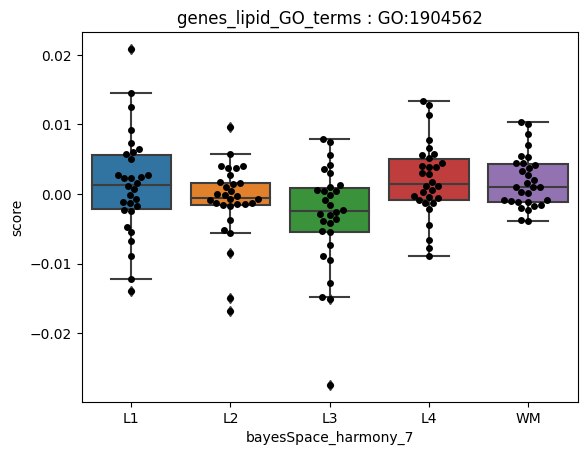 genes_lipid_GO_terms : GO:1904562
0.02
0.01
0.00
−0.01
−0.02
score
L1 L2 L3 L4 WM
bayesSpace_harmony_7